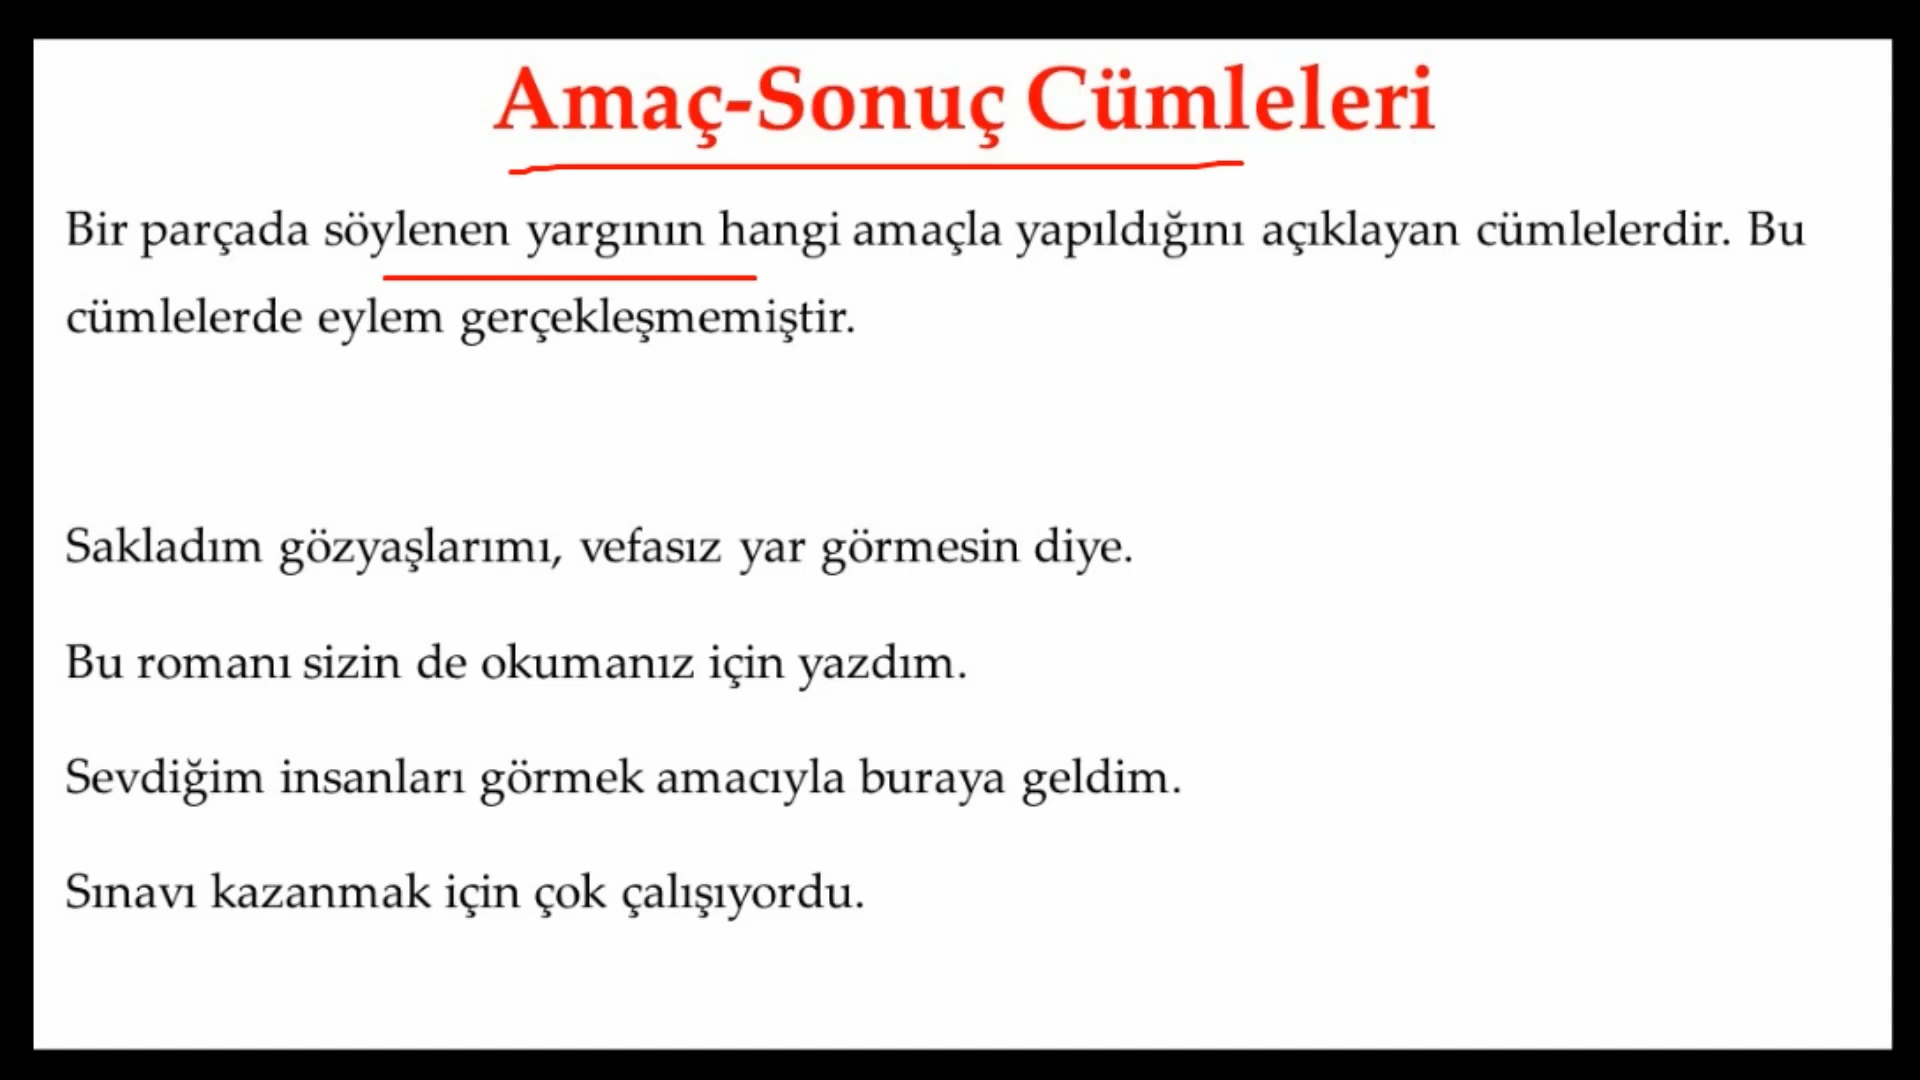 Amaç-Sonuç Cümleleri
Bir parçada söylenen yargının hangi amaçla yapıldığını açıklayan cümlelerdir. Bu
cümlelerde eylem gerçekleşmemiştir.
Sakladım gözyaşlarımı, vefasız yar görmesin diye.
Bu romanı sizin de okumanız için yazdım.
Sevdiğim insanları görmek amacıyla buraya geldim.
Sınavı kazanmak için çok çalışıyordu.